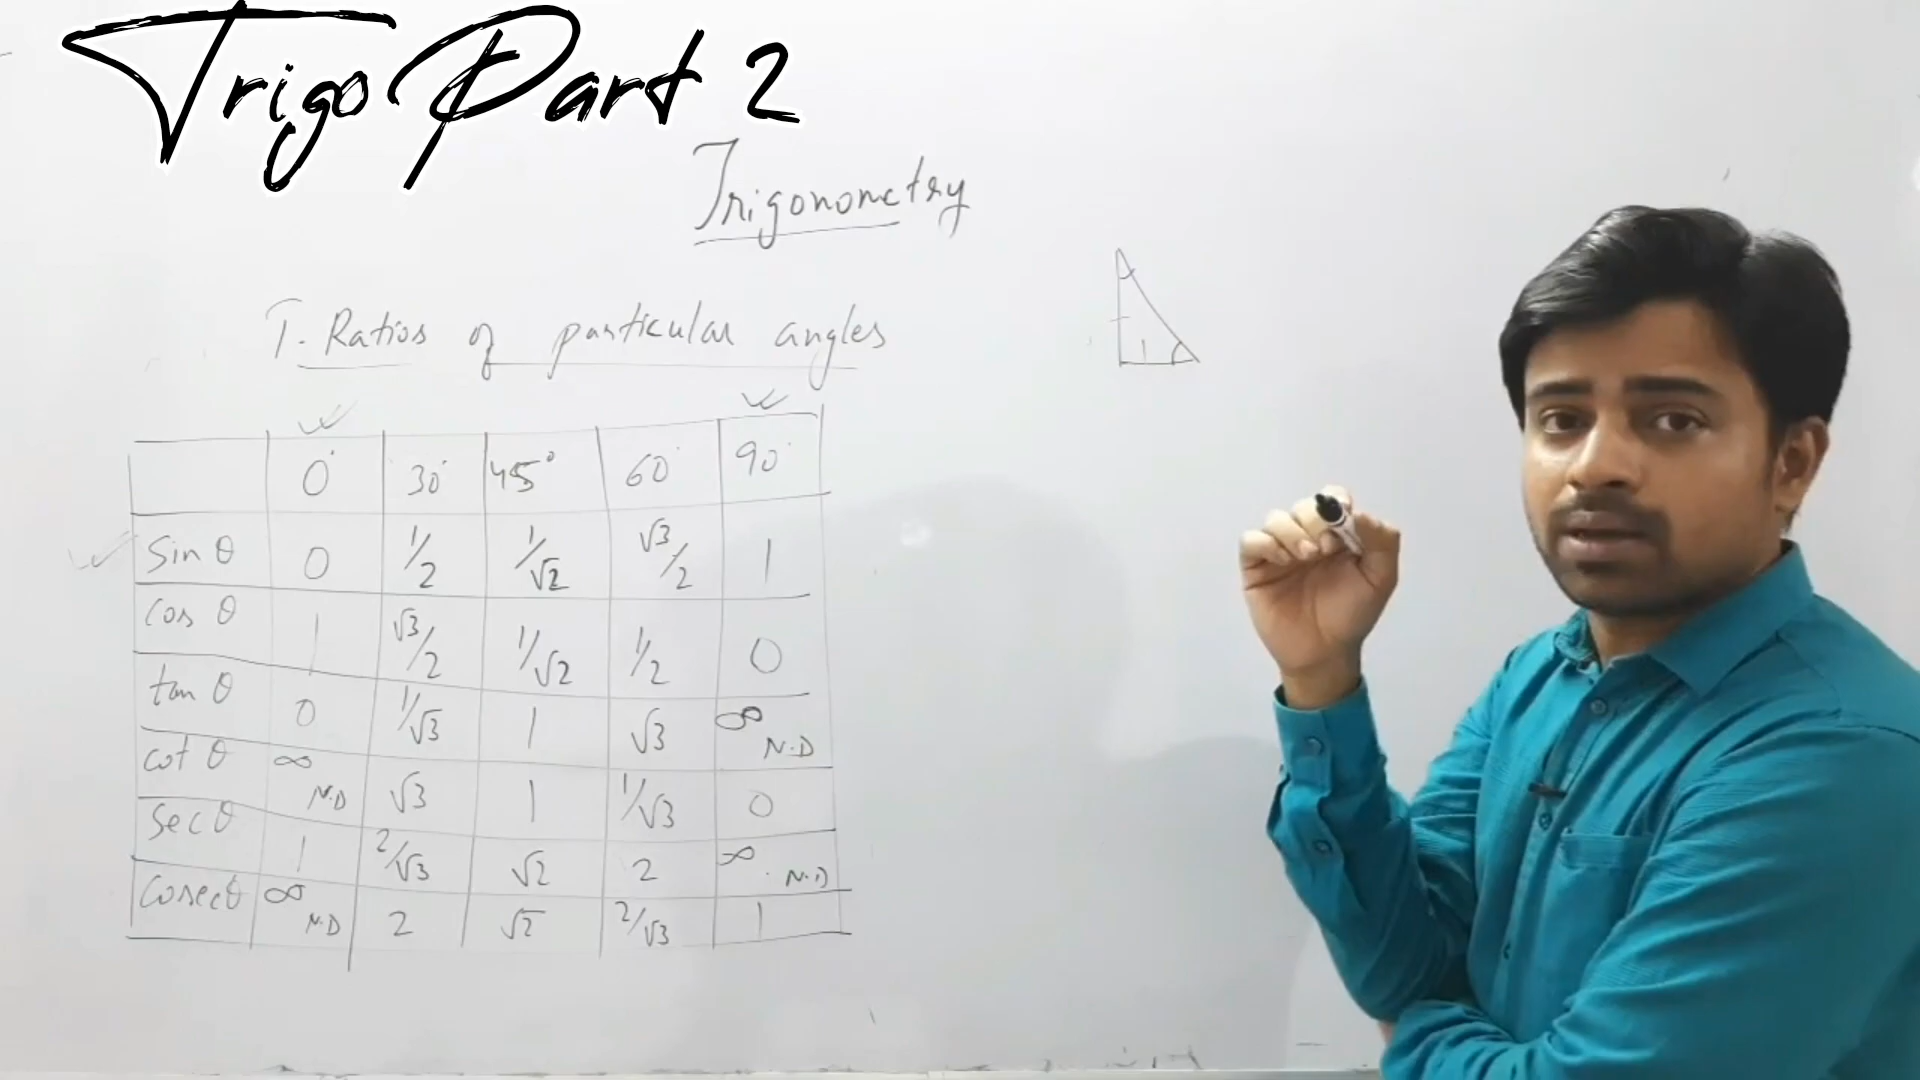 Trigo Part 2
Trigonometry
T. Ratios of particular angles
0° 30° 45° 60° 90°
sin θ 0 1/2 1/√2 √3/2 1
cos θ 1 √3/2 1/√2 1/2 0
tan θ 0 1/√3 1 √3 ∞ N.D
cot θ ∞ N.D √3 1 1/√3 0
sec θ 1 2/√3 √2 2 ∞ N.D
cosec θ ∞ N.D 2 √2 2/√3 1